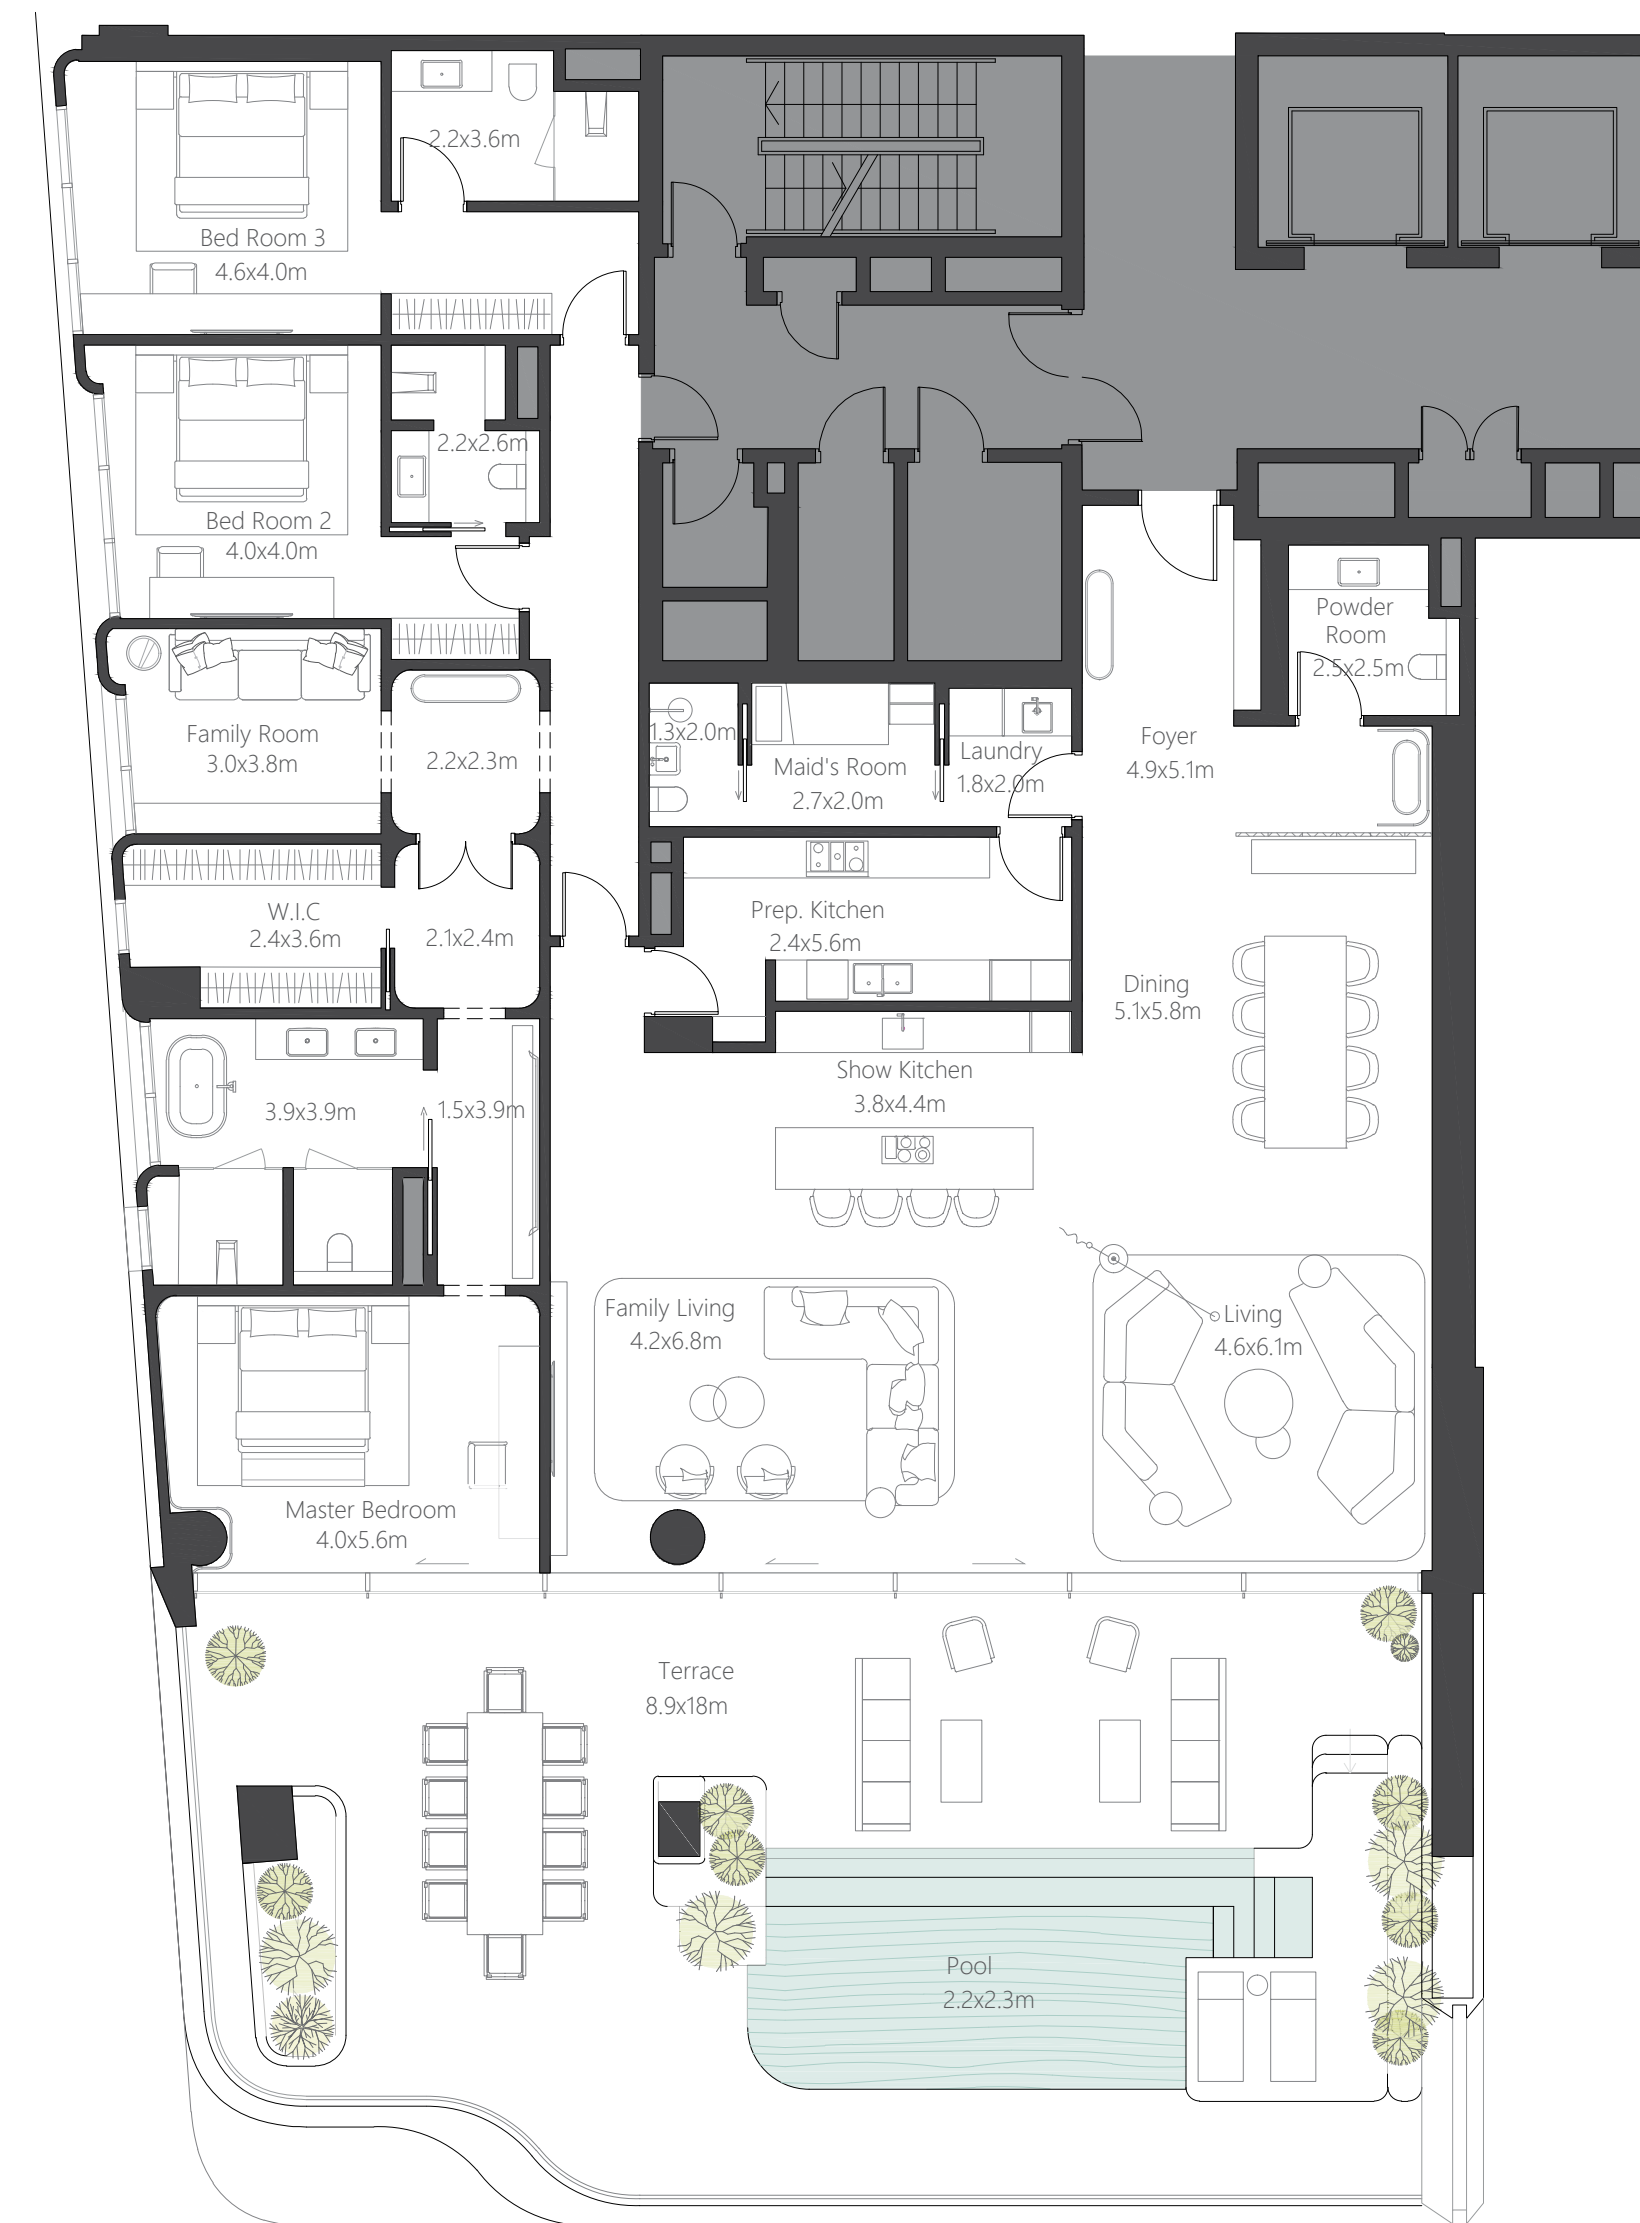 2.2x3.6m
Bed Room 3
4.6x4.0m
2.2x2.6m
Bed Room 2
4.0x4.0m
Powder
Room
2.5x2.5m
Family Room
3.0x3.8m
2.2x2.3m
1.3x2.0m
Maid's Room
2.7x2.0m
Laundry
1.8x2.0m
Foyer
4.9x5.1m
W.I.C
2.4x3.6m
2.1x2.4m
Prep. Kitchen
2.4x5.6m
Dining
5.1x5.8m
Show Kitchen
3.8x4.4m
3.9x3.9m
1.5x3.9m
Family Living
4.2x6.8m
Living
4.6x6.1m
Master Bedroom
4.0x5.6m
Terrace
8.9x18m
Pool
2.2x2.3m